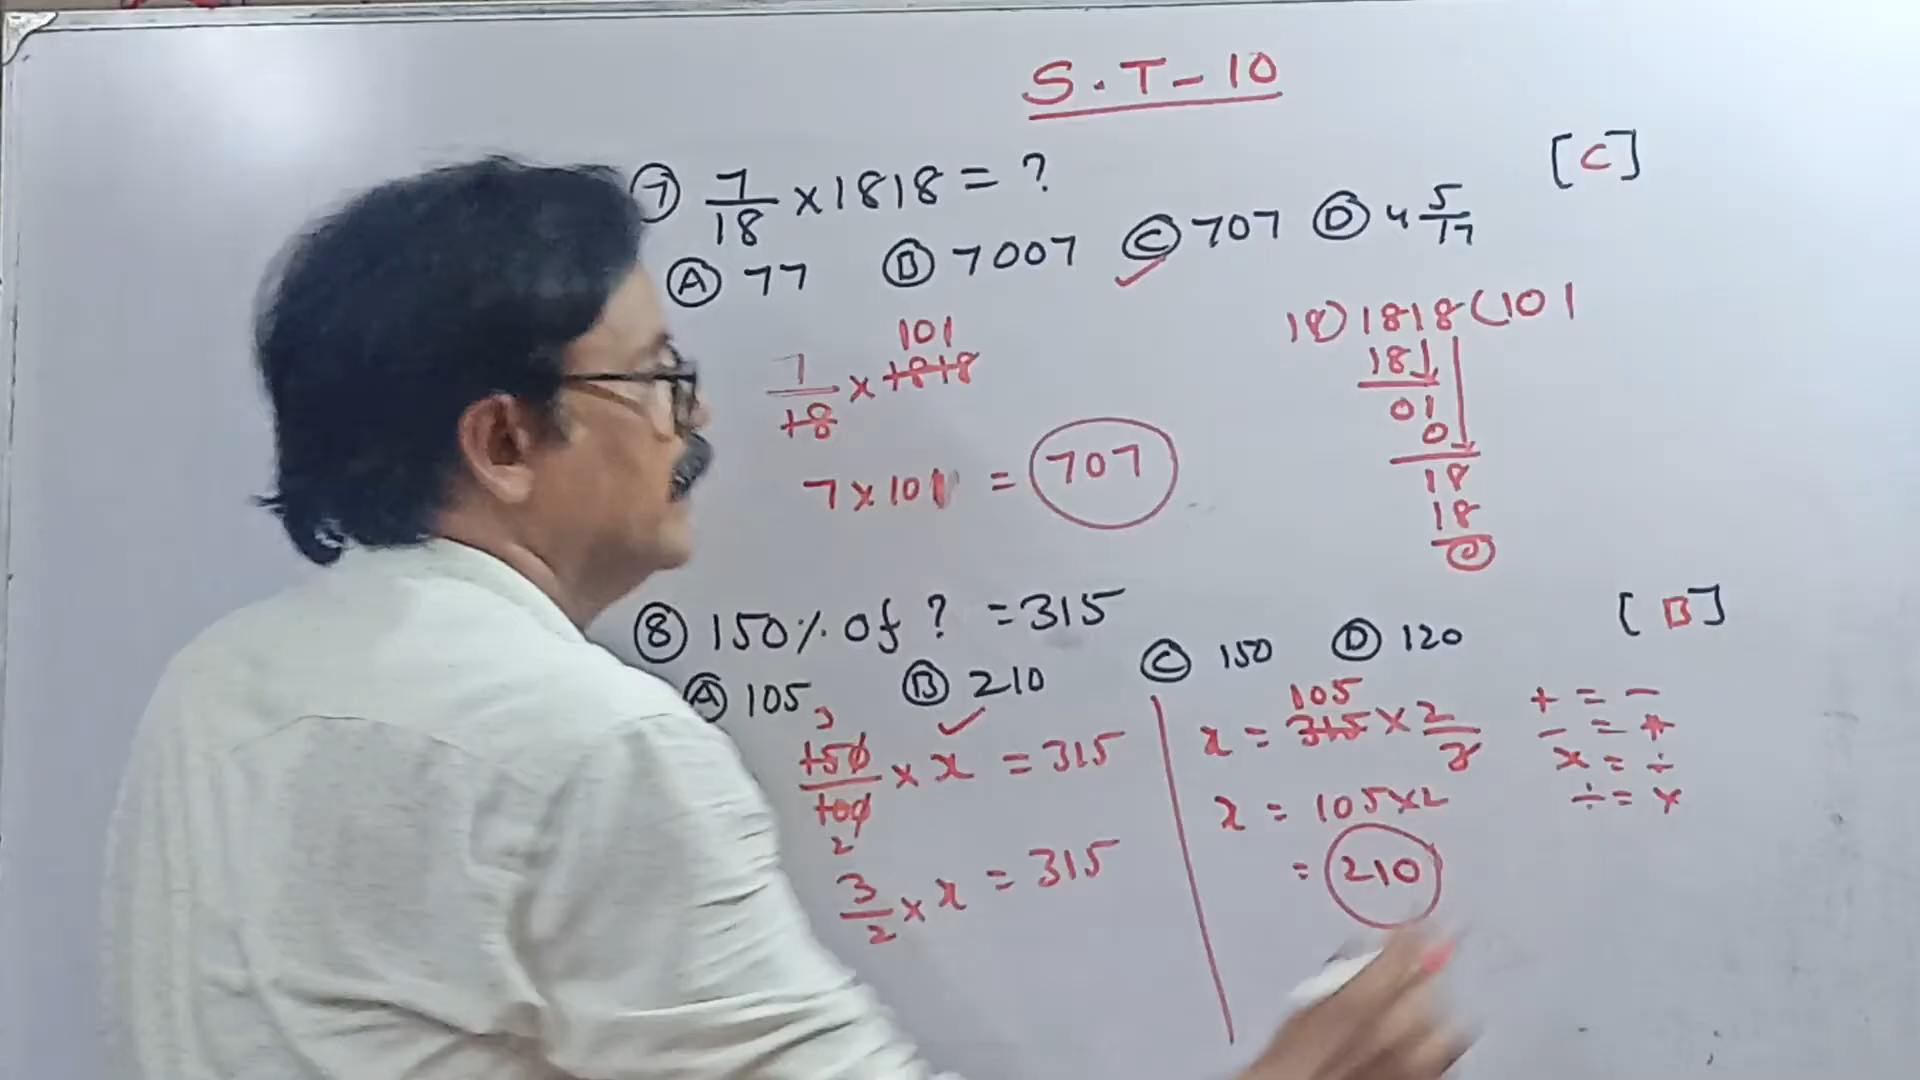 S.T-10
⑦ 7/18 × 1818 = ? [C]
Ⓐ 77 Ⓑ 7007 Ⓒ 707 Ⓓ 4 5/17
7/18 × 1818 101
7 × 101 = 707
18) 1818 (101
18
01
0
18
18
0
⑧ 150% of ? = 315 [B]
Ⓐ 105 Ⓑ 210 Ⓒ 150 Ⓓ 120
3
150/100 × x = 315
2
3/2 × x = 315
105
x = 315 × 2/3
x = 105×2
= 210
+ = -
- = +
× = ÷
÷ = ×